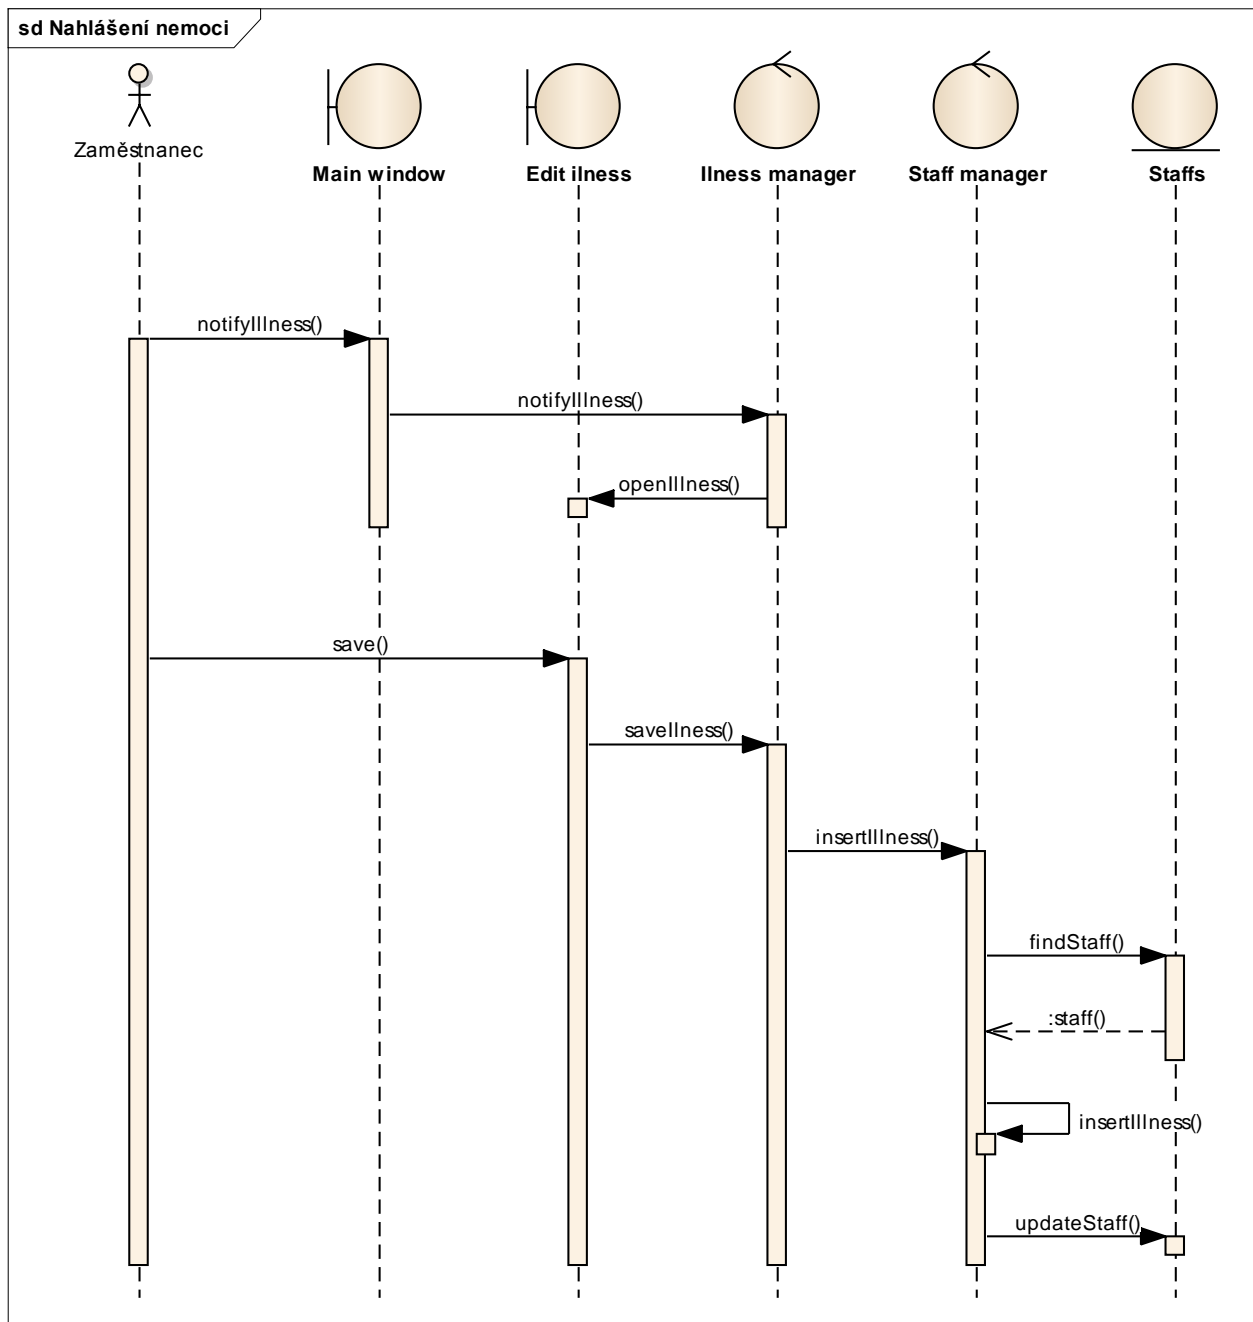 sd Nahlášení nemoci
Zaměstnanec
Main window
Edit ilness
Ilness manager
Staff manager
Staffs
notifyIllness()
notifyIllness()
openIllness()
save()
saveIlness()
insertIllness()
findStaff()
:staff()
insertIllness()
updateStaff()